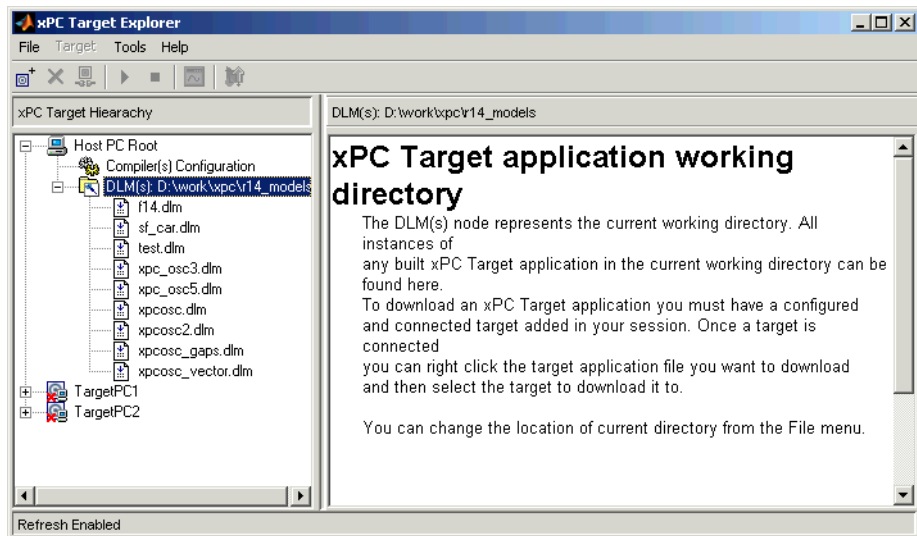 xPC Target Explorer
File Target Tools Help
xPC Target Hiearachy
DLM(s): D:\work\xpc\r14_models
Host PC Root
Compiler(s) Configuration
DLM(s): D:\work\xpc\r14_models
f14.dlm
sf_car.dlm
test.dlm
xpc_osc3.dlm
xpc_osc5.dlm
xpcosc.dlm
xpcosc2.dlm
xpcosc_gaps.dlm
xpcosc_vector.dlm
TargetPC1
TargetPC2
xPC Target application working
directory
The DLM(s) node represents the current working directory. All
instances of
any built xPC Target application in the current working directory can be
found here.
To download an xPC Target application you must have a configured
and connected target added in your session. Once a target is
connected
you can right click the target application file you want to download
and then select the target to download it to.
You can change the location of current directory from the File menu.
Refresh Enabled